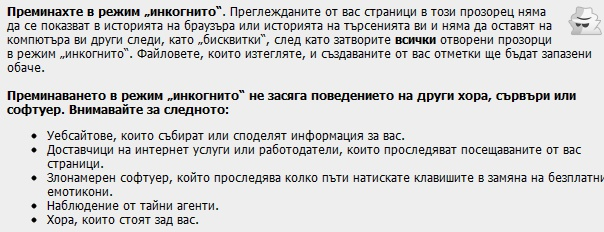 Преминахте в режим „инкогнито“. Преглежданите от вас страници в този прозорец няма
да се показват в историята на браузъра или историята на търсенията ви и няма да оставят на
компютъра ви други следи, като „бисквитки“, след като затворите всички отворени прозорци
в режим „инкогнито“. Файловете, които изтегляте, и създаваните от вас отметки ще бъдат запазени
обаче.
Преминаването в режим „инкогнито“ не засяга поведението на други хора, сървъри или
софтуер. Внимавайте за следното:
• Уебсайтове, които събират или споделят информация за вас.
• Доставчици на интернет услуги или работодатели, които проследяват посещаваните от вас
страници.
• Злонамерен софтуер, който проследява колко пъти натискате клавишите в замяна на безплатни
емотикони.
• Наблюдение от тайни агенти.
• Хора, които стоят зад вас.